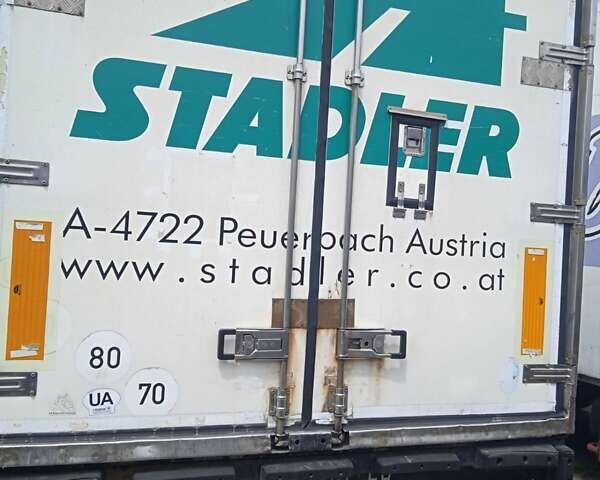 STADLER
A-4722 Peuerbach Austria
www.stadler.co.at
80
UA
70